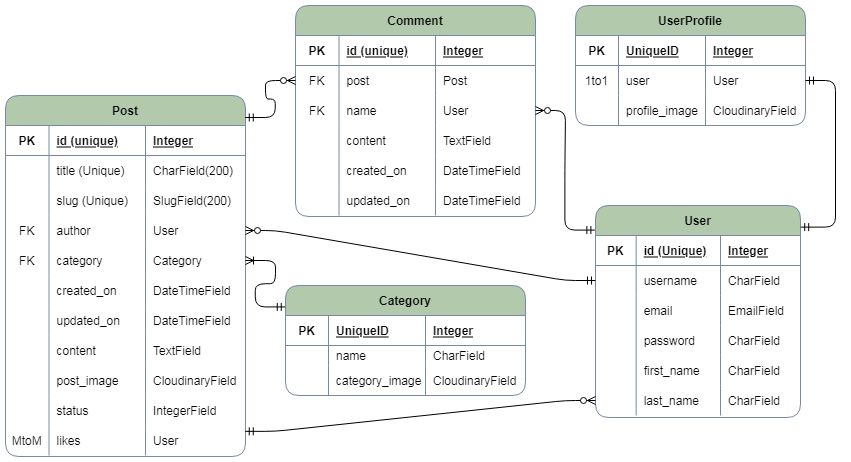 Comment
PK id (unique) Integer
FK post Post
FK name User
content TextField
created_on DateTimeField
updated_on DateTimeField
UserProfile
PK UniqueID Integer
1to1 user User
profile_image CloudinaryField
Post
PK id (unique) Integer
title (Unique) CharField(200)
slug (Unique) SlugField(200)
FK author User
FK category Category
created_on DateTimeField
updated_on DateTimeField
content TextField
post_image CloudinaryField
status IntegerField
MtoM likes User
Category
PK UniqueID Integer
name CharField
category_image CloudinaryField
User
PK id (Unique) Integer
username CharField
email EmailField
password CharField
first_name CharField
last_name CharField